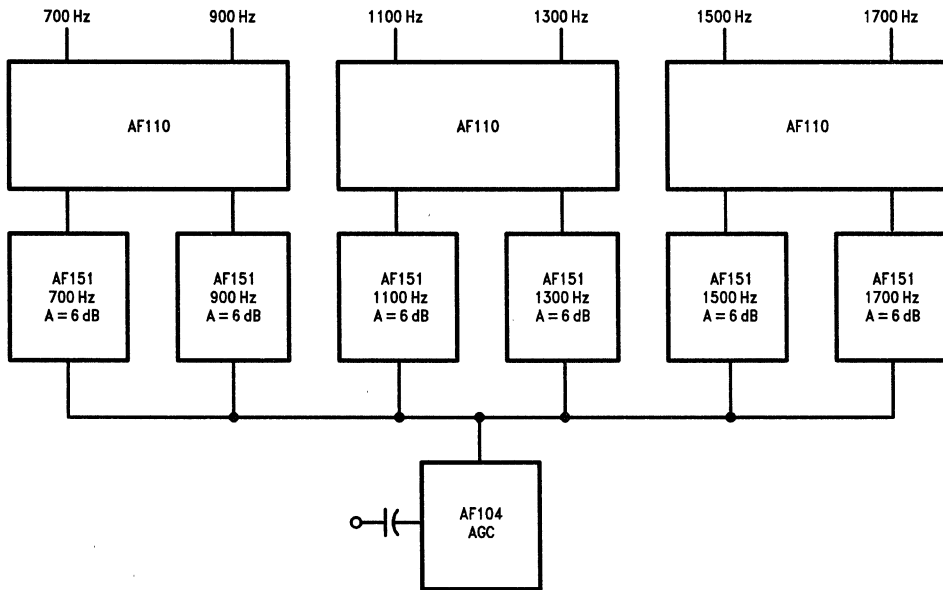 700 Hz 900 Hz 1100 Hz 1300 Hz 1500 Hz 1700 Hz
AF110 AF110 AF110
AF151
700 Hz
A = 6 dB
AF151
900 Hz
A = 6 dB
AF151
1100 Hz
A = 6 dB
AF151
1300 Hz
A = 6 dB
AF151
1500 Hz
A = 6 dB
AF151
1700 Hz
A = 6 dB
AF104
AGC